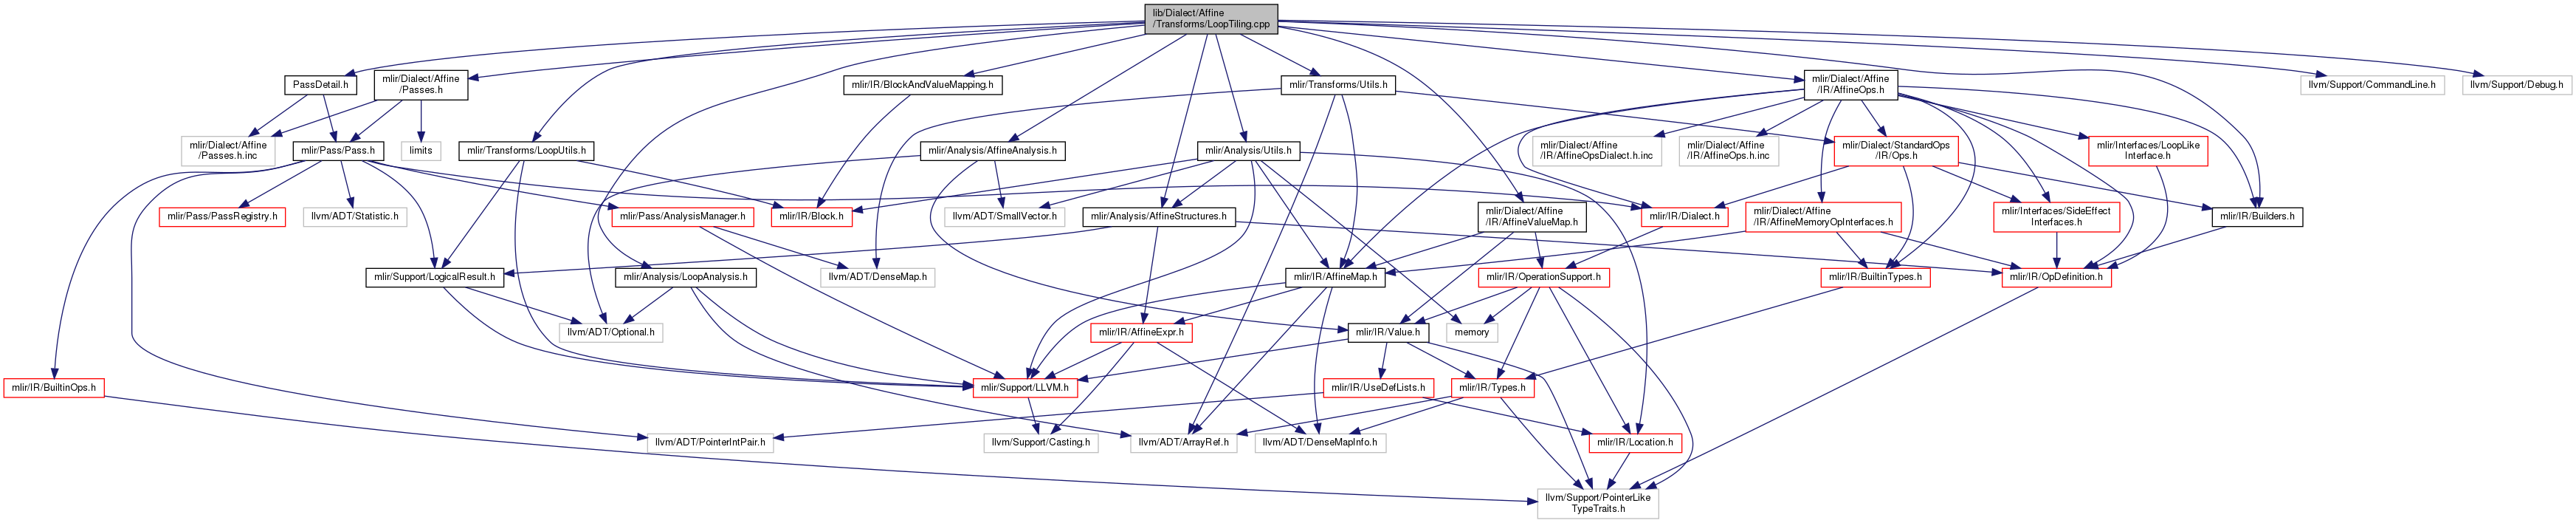 lib/Dialect/Affine
/Transforms/LoopTiling.cpp
PassDetail.h
mlir/Dialect/Affine
/Passes.h
mlir/IR/BlockAndValueMapping.h
mlir/Transforms/Utils.h
mlir/Dialect/Affine
/IR/AffineOps.h
llvm/Support/CommandLine.h
llvm/Support/Debug.h
mlir/Dialect/Affine
/Passes.h.inc
mlir/Pass/Pass.h
limits
mlir/Transforms/LoopUtils.h
mlir/Analysis/AffineAnalysis.h
mlir/Analysis/Utils.h
mlir/Dialect/Affine
/IR/AffineOpsDialect.h.inc
mlir/Dialect/Affine
/IR/AffineOps.h.inc
mlir/Dialect/StandardOps
/IR/Ops.h
mlir/Interfaces/LoopLike
Interface.h
mlir/Pass/PassRegistry.h
llvm/ADT/Statistic.h
mlir/Pass/AnalysisManager.h
mlir/IR/Block.h
llvm/ADT/SmallVector.h
mlir/Analysis/AffineStructures.h
mlir/Dialect/Affine
/IR/AffineValueMap.h
mlir/IR/Dialect.h
mlir/Dialect/Affine
/IR/AffineMemoryOpInterfaces.h
mlir/Interfaces/SideEffect
Interfaces.h
mlir/IR/Builders.h
mlir/Support/LogicalResult.h
mlir/Analysis/LoopAnalysis.h
llvm/ADT/DenseMap.h
mlir/IR/AffineMap.h
mlir/IR/OperationSupport.h
mlir/IR/BuiltinTypes.h
mlir/IR/OpDefinition.h
llvm/ADT/Optional.h
mlir/IR/AffineExpr.h
mlir/IR/Value.h
memory
mlir/IR/BuiltinOps.h
mlir/Support/LLVM.h
mlir/IR/UseDefLists.h
mlir/IR/Types.h
llvm/ADT/PointerIntPair.h
llvm/Support/Casting.h
llvm/ADT/ArrayRef.h
llvm/ADT/DenseMapInfo.h
mlir/IR/Location.h
llvm/Support/PointerLike
TypeTraits.h